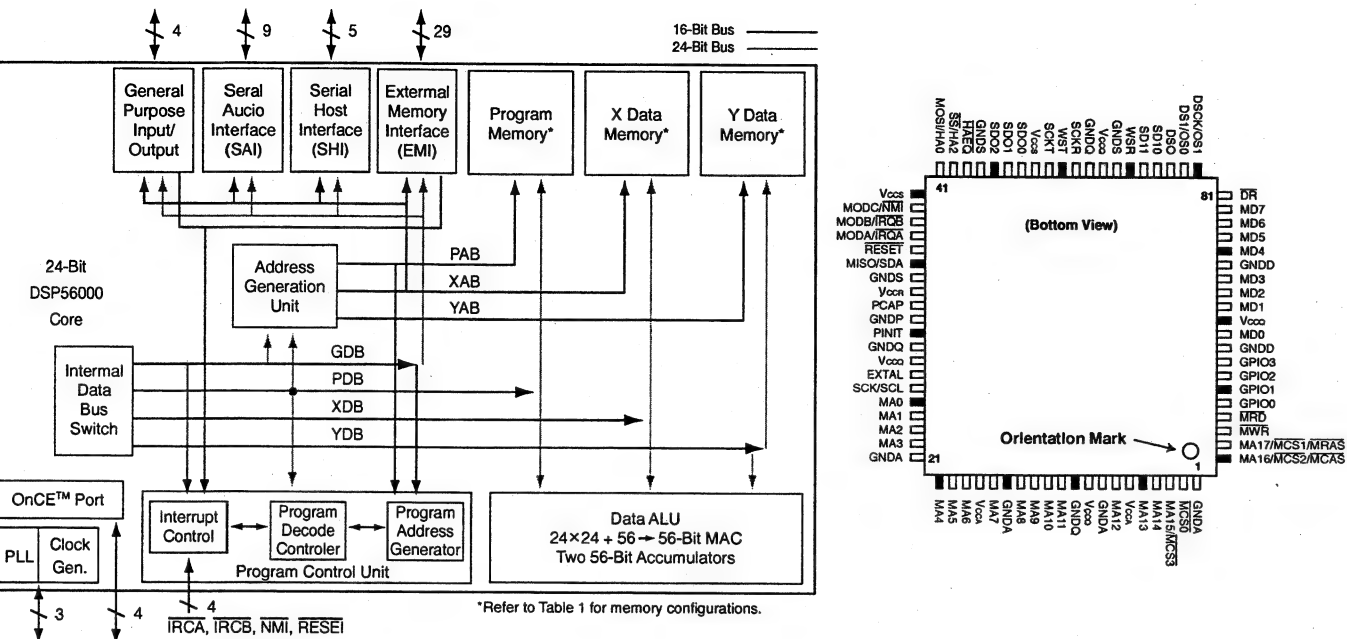 4
9
5
29
16-Bit Bus
24-Bit Bus
General Purpose Input/ Output
Seral Aucio Interface (SAI)
Serial Host Interface (SHI)
External Memory Interface (EMI)
Program Memory*
X Data Memory*
Y Data Memory*
24-Bit DSP56000 Core
Address Generation Unit
PAB
XAB
YAB
Internal Data Bus Switch
GDB
PDB
XDB
YDB
OnCE™ Port
PLL
Clock Gen.
Interrupt Control
Program Decode Controler
Program Address Generator
Program Control Unit
Data ALU
24×24 + 56 → 56-Bit MAC
Two 56-Bit Accumulators
3
4
4
IRCA, IRCB, NMI, RESEI
*Refer to Table 1 for memory configurations.
MOSI/HA0
SS/HA2
HAEQ
GNDS
SDO2
SDO1
SDO0
VCCS
SCKT
WST
SCKR
GNDQ
VCCQ
GNDS
WSR
SD11
SD10
DSO
DS1/OS0
DSCK/OS1
41
81
(Bottom View)
VCCS
MODC/NMI
MODB/IRQB
MODA/IRQA
RESET
MISO/SDA
GNDS
VCCR
PCAP
GNDP
PINIT
GNDQ
VCCQ
EXTAL
SCK/SCL
MA0
MA1
MA2
MA3
GNDA
DR
MD7
MD6
MD5
MD4
GNDD
MD3
MD2
MD1
VCCQ
MD0
GNDD
GPIO3
GPIO2
GPIO1
GPIO0
MRD
MWR
MA17/MCS1/MRAS
MA16/MCS2/MCAS
Orientation Mark
21
1
MA4
MA5
MA6
VCCA
MA7
GNDA
MA8
MA9
MA10
MA11
GNDQ
VCCQ
GNDA
MA12
VCCA
MA13
MA14
MA15/MCS3
MCS0
GNDA